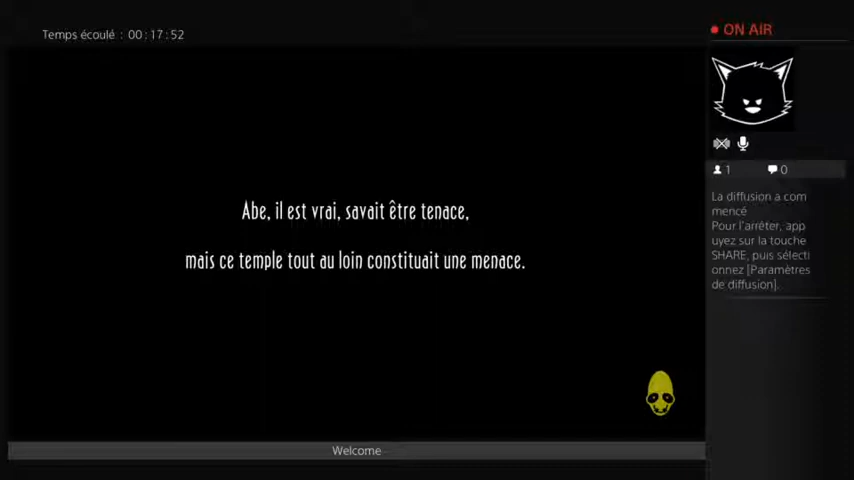 Temps écoulé : 00:17:52
ON AIR
Abe, il est vrai, savait être tenace,
mais ce temple tout au loin constituait une menace.
1 0
La diffusion a com
mencé
Pour l'arrêter, app
uyez sur la touche
SHARE, puis sélecti
onnez [Paramètres
de diffusion].
Welcome